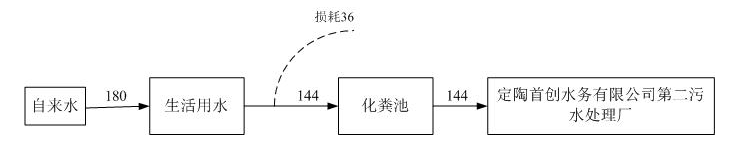 损耗36
自来水
180
生活用水
144
化粪池
144
定陶首创水务有限公司第二污
水处理厂